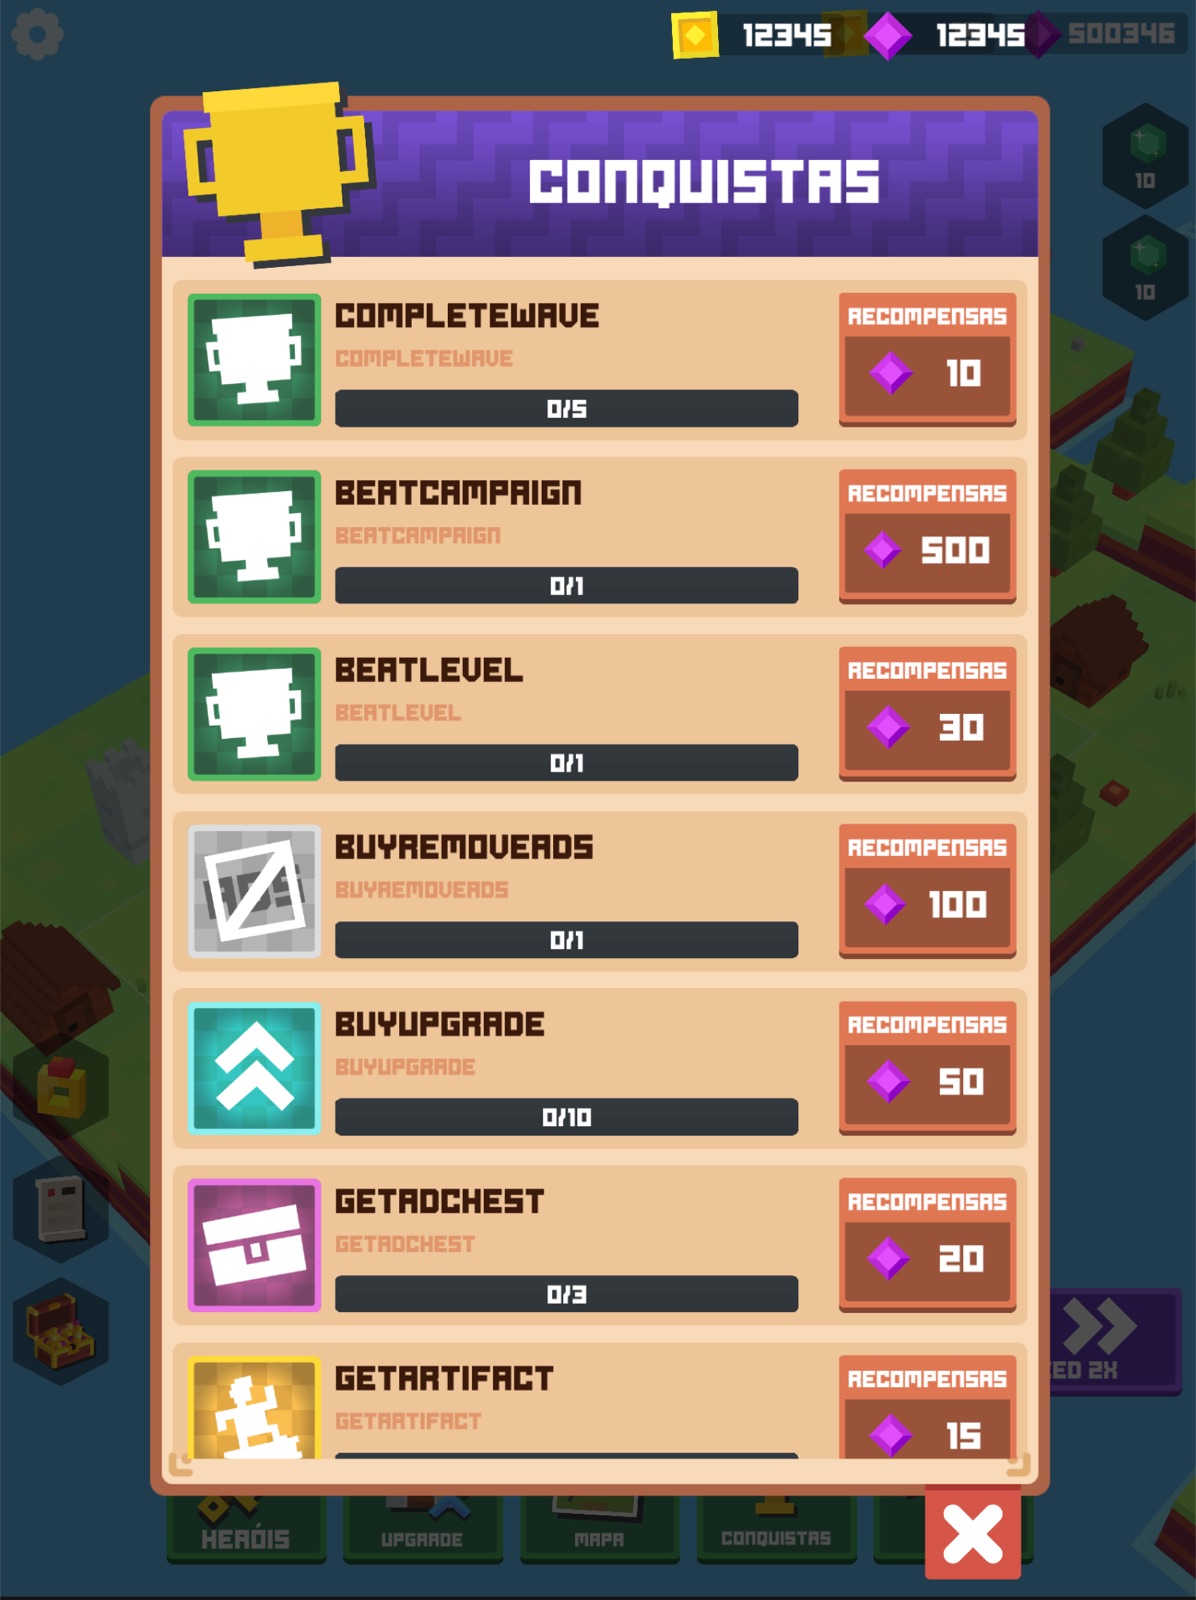 12345
12345
500346
CONQUISTAS
10
10
COMPLETEWAVE
COMPLETEWAVE
0/5
RECOMPENSAS
10
BEATCAMPAIGN
BEATCAMPAIGN
0/1
RECOMPENSAS
500
BEATLEVEL
BEATLEVEL
0/1
RECOMPENSAS
30
BUYREMOVEADS
BUYREMOVEADS
0/1
RECOMPENSAS
100
ADS
BUYUPGRADE
BUYUPGRADE
0/10
RECOMPENSAS
50
GETADCHEST
GETADCHEST
0/3
RECOMPENSAS
20
EED 2X
GETARTIFACT
GETARTIFACT
RECOMPENSAS
15
HERÓIS
UPGRADE
MAPA
CONQUISTAS